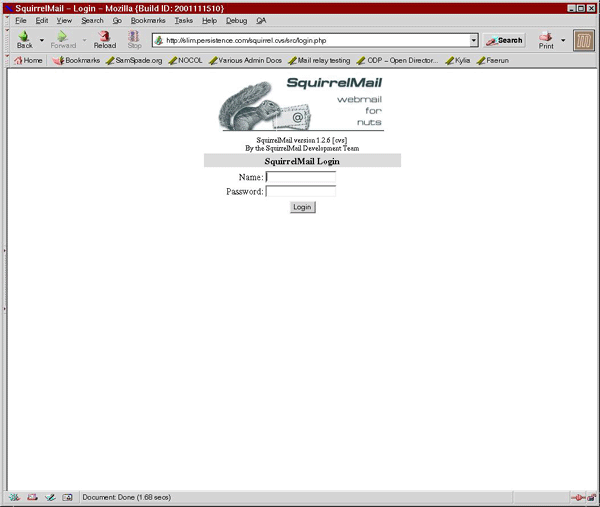 SquirrelMail - Login - Mozilla {Build ID: 2001111510}
File Edit View Search Go Bookmarks Tasks Help Debug QA
Back Forward Reload Stop http://slimpersistence.com/squirrel.cvs/src/login.php Search Print
Home Bookmarks SamSpade.org NOCOL Various Admin Docs Mail relay testing ODP - Open Director... Kylia Faerun
SquirrelMail
webmail
for
nuts
@
SquirrelMail version 1.2.6 [cvs]
By the SquirrelMail Development Team
SquirrelMail Login
Name:
Password:
Login
Document: Done (1.68 secs)